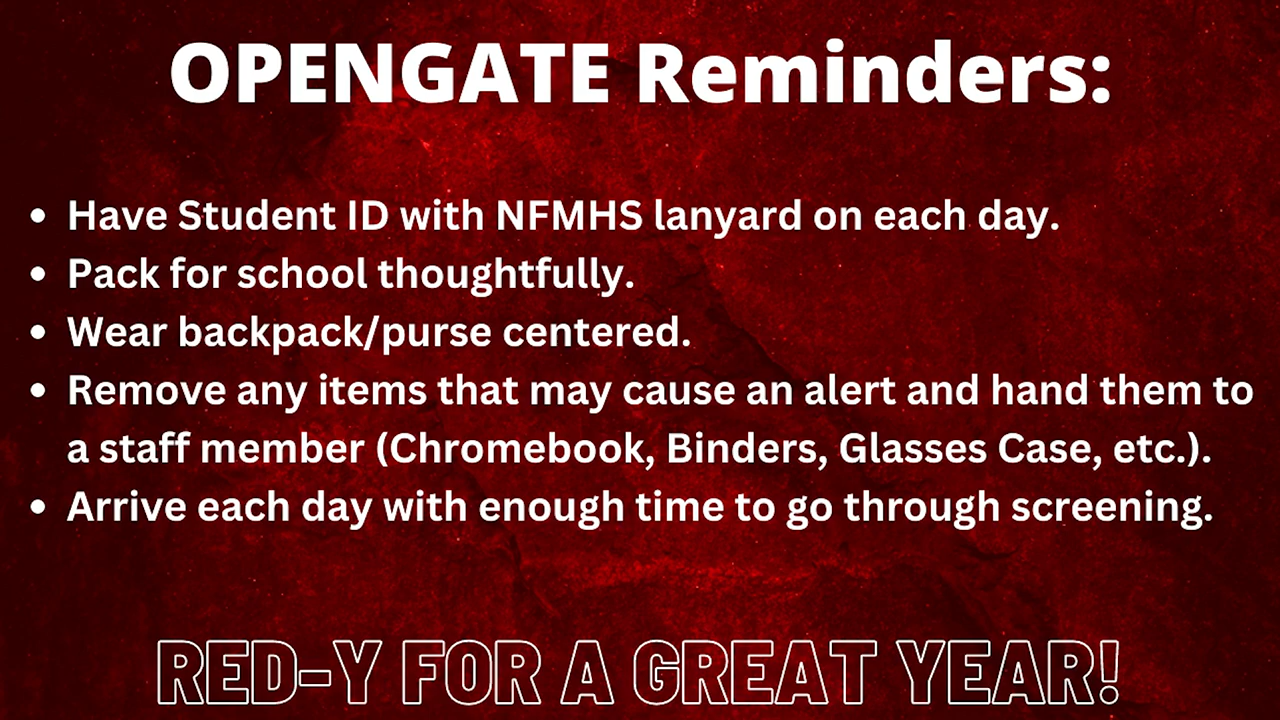 OPENGATE Reminders:
• Have Student ID with NFMHS lanyard on each day.
• Pack for school thoughtfully.
• Wear backpack/purse centered.
• Remove any items that may cause an alert and hand them to
a staff member (Chromebook, Binders, Glasses Case, etc.).
• Arrive each day with enough time to go through screening.
RED-Y FOR A GREAT YEAR!